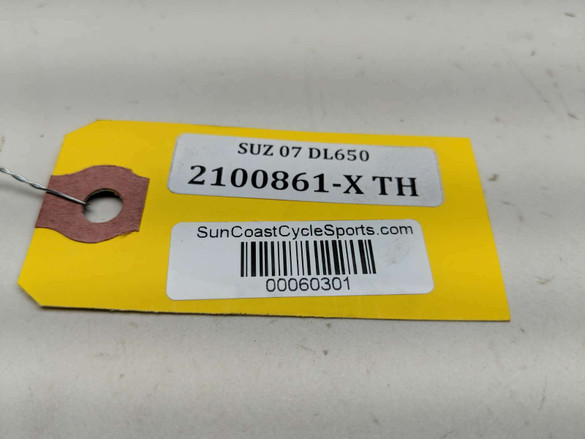 SUZ 07 DL650
2100861-X TH
SunCoastCycleSports.com
00060301